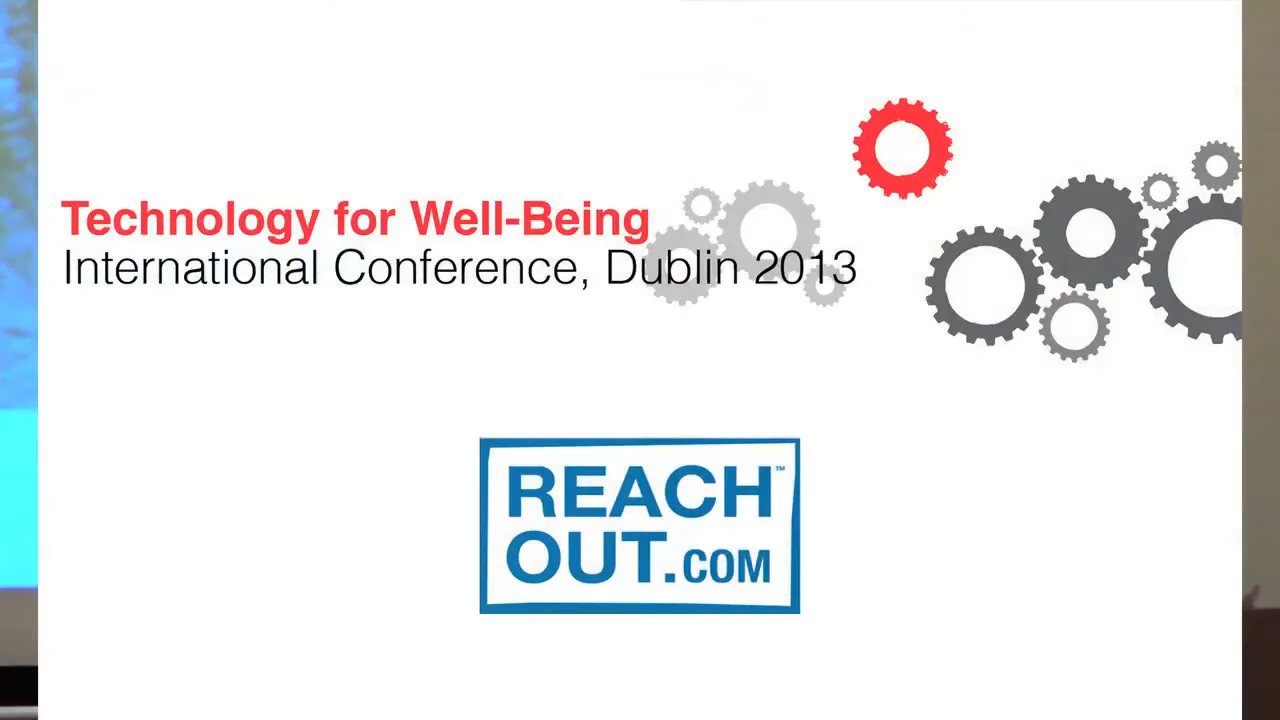 Technology for Well-Being
International Conference, Dublin 2013
REACH™
OUT.COM